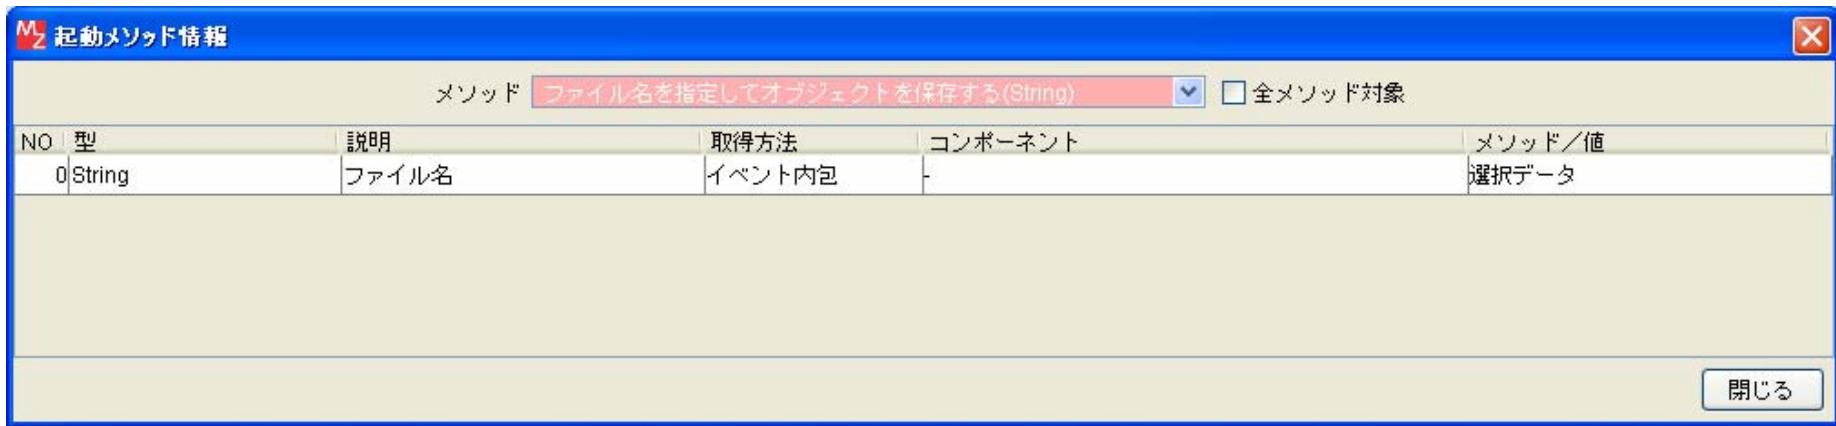 MZ 起動メソッド情報
メソッド ファイル名を指定してオブジェクトを保存する(String) 全メソッド対象
NO 型 説明 取得方法 コンポーネント メソッド／値
0 String ファイル名 イベント内包 - 選択データ
閉じる